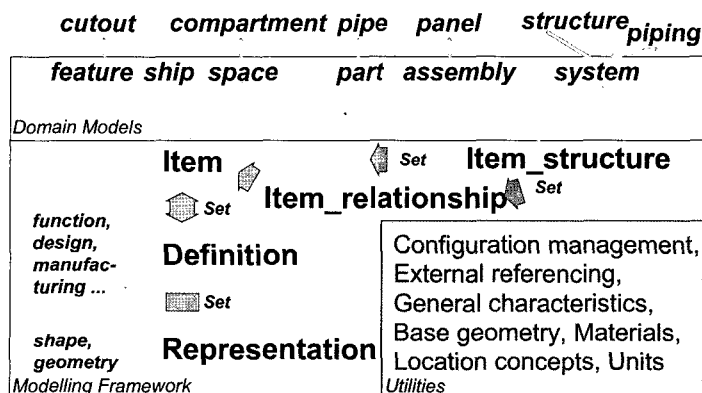 cutout compartment pipe panel structure piping
feature ship space part assembly system
Domain Models
Item Set Item_structure
Set Item_relationship Set
function,
design,
manufac-
turing ...
Definition
Set
shape,
geometry
Representation
Modelling Framework
Configuration management,
External referencing,
General characteristics,
Base geometry, Materials,
Location concepts, Units
Utilities